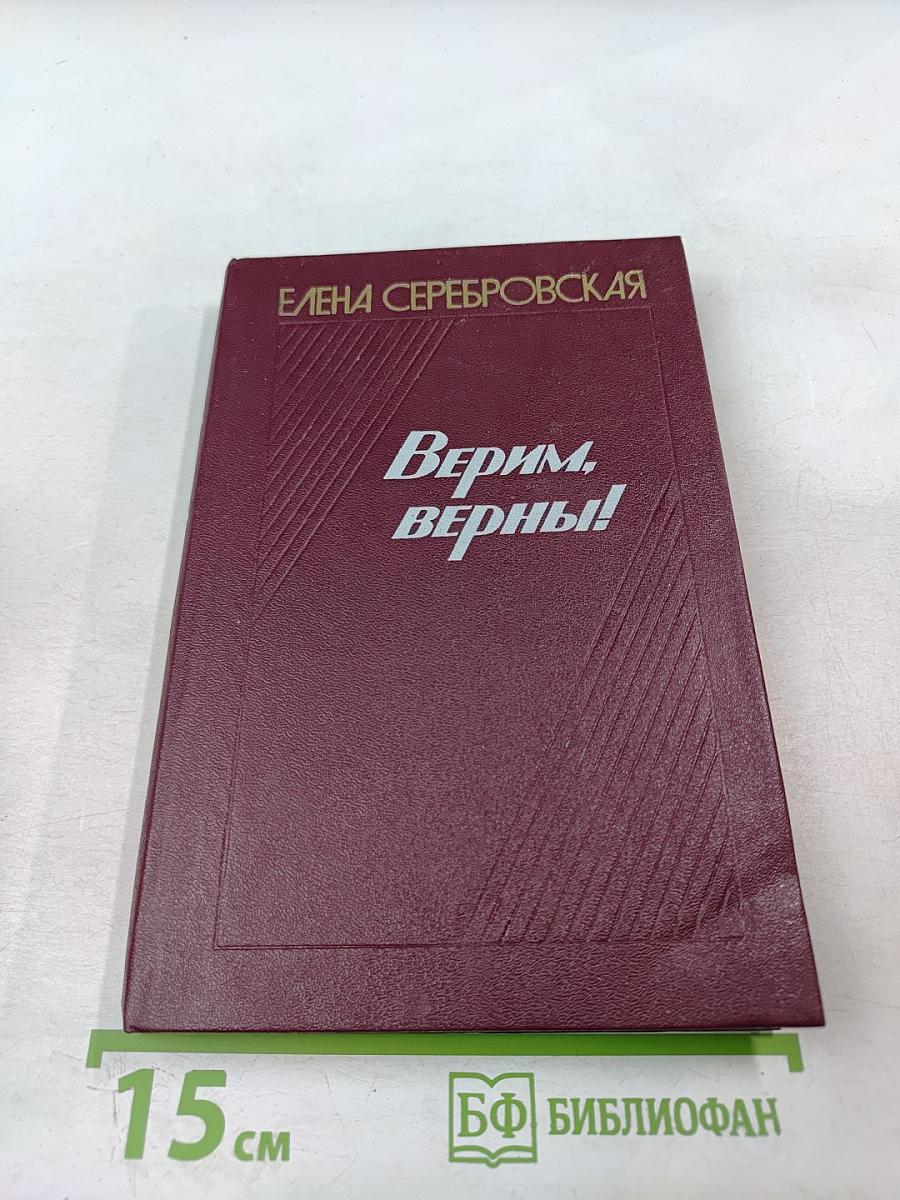 ЕЛЕНА СЕРЕБРОВСКАЯ
Верим,
верны!
15 см
БФ БИБЛИОФАН